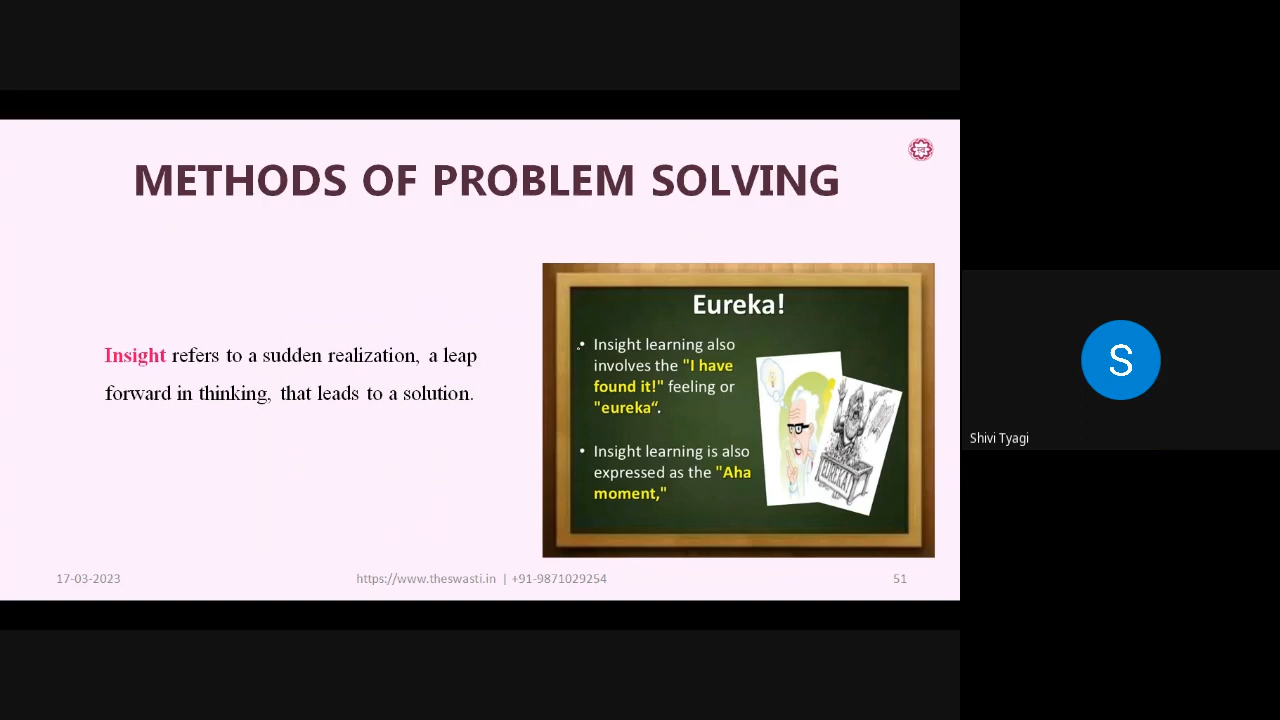 METHODS OF PROBLEM SOLVING
Insight refers to a sudden realization, a leap
forward in thinking, that leads to a solution.
Eureka!
• Insight learning also
involves the "I have
found it!" feeling or
"eureka“.
• Insight learning is also
expressed as the "Aha
moment,"
EUREKA!
17-03-2023
https://www.theswasti.in | +91-9871029254
51
S
Shivi Tyagi